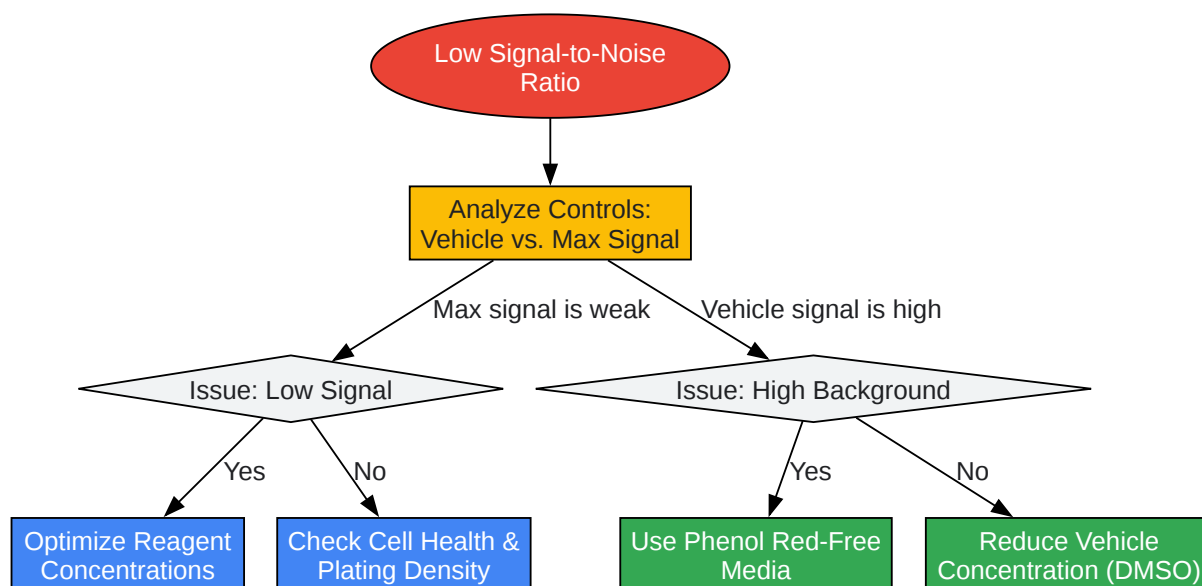 Low Signal-to-Noise
Ratio
Analyze Controls:
Vehicle vs. Max Signal
Max signal is weak
Vehicle signal is high
Issue: Low Signal
Issue: High Background
Yes
No
Yes
No
Optimize Reagent
Concentrations
Check Cell Health &
Plating Density
Use Phenol Red-Free
Media
Reduce Vehicle
Concentration (DMSO)